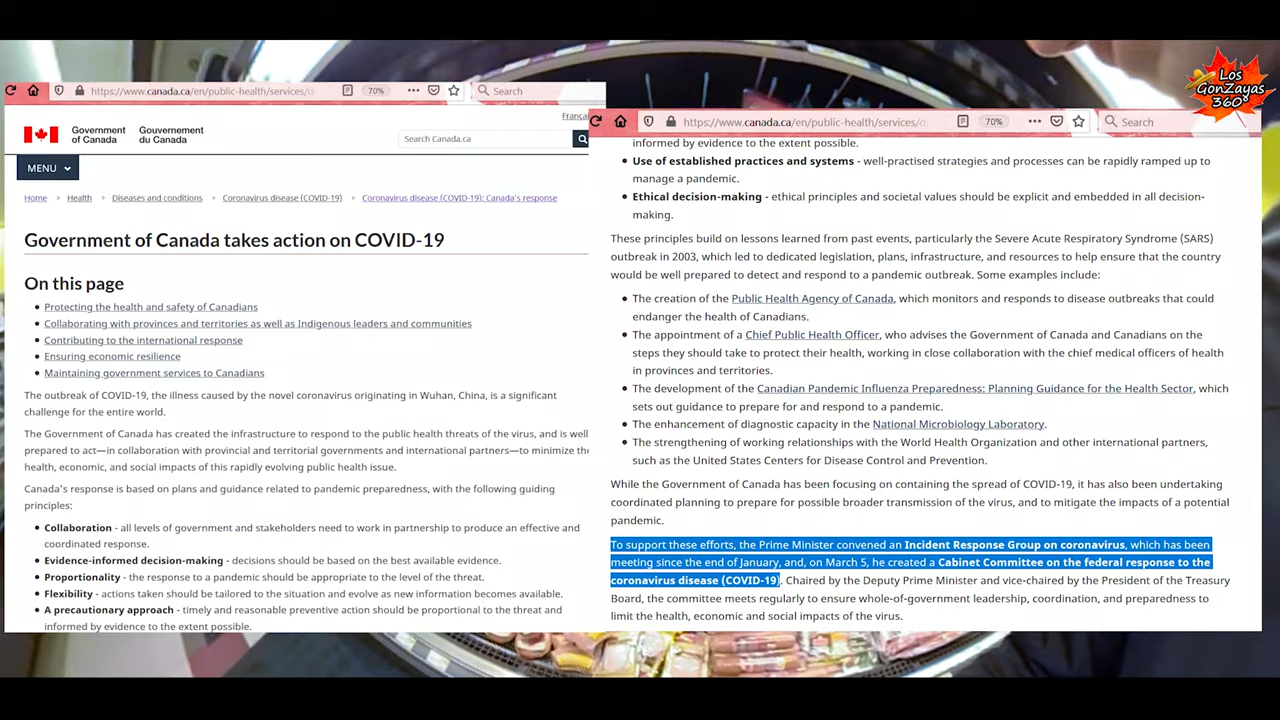 https://www.canada.ca/en/public-health/services/d
70%
Search
Français
Government
of Canada
Gouvernement
du Canada
Search Canada.ca
MENU
Home > Health > Diseases and conditions > Coronavirus disease (COVID-19) > Coronavirus disease (COVID-19): Canada's response
Government of Canada takes action on COVID-19
On this page
Protecting the health and safety of Canadians
Collaborating with provinces and territories as well as Indigenous leaders and communities
Contributing to the international response
Ensuring economic resilience
Maintaining government services to Canadians
The outbreak of COVID-19, the illness caused by the novel coronavirus originating in Wuhan, China, is a significant
challenge for the entire world.
The Government of Canada has created the infrastructure to respond to the public health threats of the virus, and is well
prepared to act—in collaboration with provincial and territorial governments and international partners—to minimize the
health, economic, and social impacts of this rapidly evolving public health issue.
Canada's response is based on plans and guidance related to pandemic preparedness, with the following guiding
principles:
Collaboration - all levels of government and stakeholders need to work in partnership to produce an effective and
coordinated response.
Evidence-informed decision-making - decisions should be based on the best available evidence.
Proportionality - the response to a pandemic should be appropriate to the level of the threat.
Flexibility - actions taken should be tailored to the situation and evolve as new information becomes available.
A precautionary approach - timely and reasonable preventive action should be proportional to the threat and
informed by evidence to the extent possible.
https://www.canada.ca/en/public-health/services/d
70%
Search
informed by evidence to the extent possible.
Use of established practices and systems - well-practised strategies and processes can be rapidly ramped up to
manage a pandemic.
Ethical decision-making - ethical principles and societal values should be explicit and embedded in all decision-
making.
These principles build on lessons learned from past events, particularly the Severe Acute Respiratory Syndrome (SARS)
outbreak in 2003, which led to dedicated legislation, plans, infrastructure, and resources to help ensure that the country
would be well prepared to detect and respond to a pandemic outbreak. Some examples include:
The creation of the Public Health Agency of Canada, which monitors and responds to disease outbreaks that could
endanger the health of Canadians.
The appointment of a Chief Public Health Officer, who advises the Government of Canada and Canadians on the
steps they should take to protect their health, working in close collaboration with the chief medical officers of health
in provinces and territories.
The development of the Canadian Pandemic Influenza Preparedness: Planning Guidance for the Health Sector, which
sets out guidance to prepare for and respond to a pandemic.
The enhancement of diagnostic capacity in the National Microbiology Laboratory.
The strengthening of working relationships with the World Health Organization and other international partners,
such as the United States Centers for Disease Control and Prevention.
While the Government of Canada has been focusing on containing the spread of COVID-19, it has also been undertaking
coordinated planning to prepare for possible broader transmission of the virus, and to mitigate the impacts of a potential
pandemic.
To support these efforts, the Prime Minister convened an Incident Response Group on coronavirus, which has been
meeting since the end of January, and, on March 5, he created a Cabinet Committee on the federal response to the
coronavirus disease (COVID-19). Chaired by the Deputy Prime Minister and vice-chaired by the President of the Treasury
Board, the committee meets regularly to ensure whole-of-government leadership, coordination, and preparedness to
limit the health, economic and social impacts of the virus.
Los
GonZayas
360°